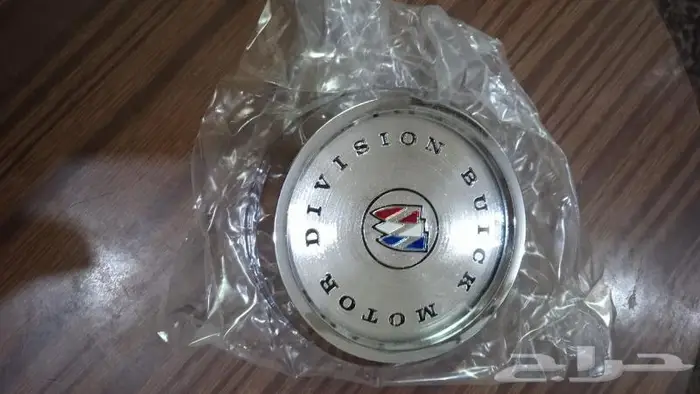 BUICK MOTOR DIVISION
حراج